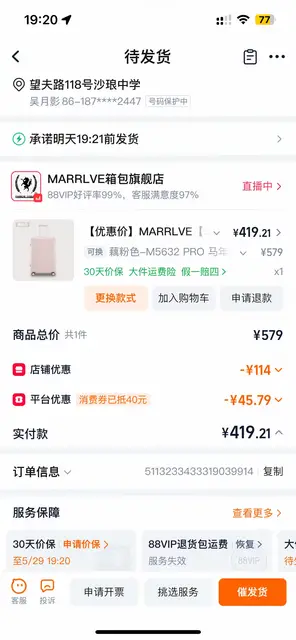 19:20
77
待发货
望夫路118号沙琅中学
吴月影 86-187****2447 号码保护中
承诺明天19:21前发货
MARRLVE箱包旗舰店
88VIP好评率99%，客服满意度97%
直播中
【优惠价】MARRLVE【
¥419.21
可换 藕粉色-M5632 PRO 马年
¥579
30天价保 大件运费险 假一赔四
x1
更换款式
加入购物车
申请退款
商品总价 共1件
¥579
店铺优惠
-¥114
平台优惠 消费券已抵40元
-¥45.79
实付款
¥419.21
订单信息
5113233433319039914 复制
服务保障
查看更多
30天价保 申请价保
至5/29 19:20
88VIP退货包运费 恢复
服务失效
88VIP
大件
待生
客服
投诉
申请开票
挑选服务
催发货